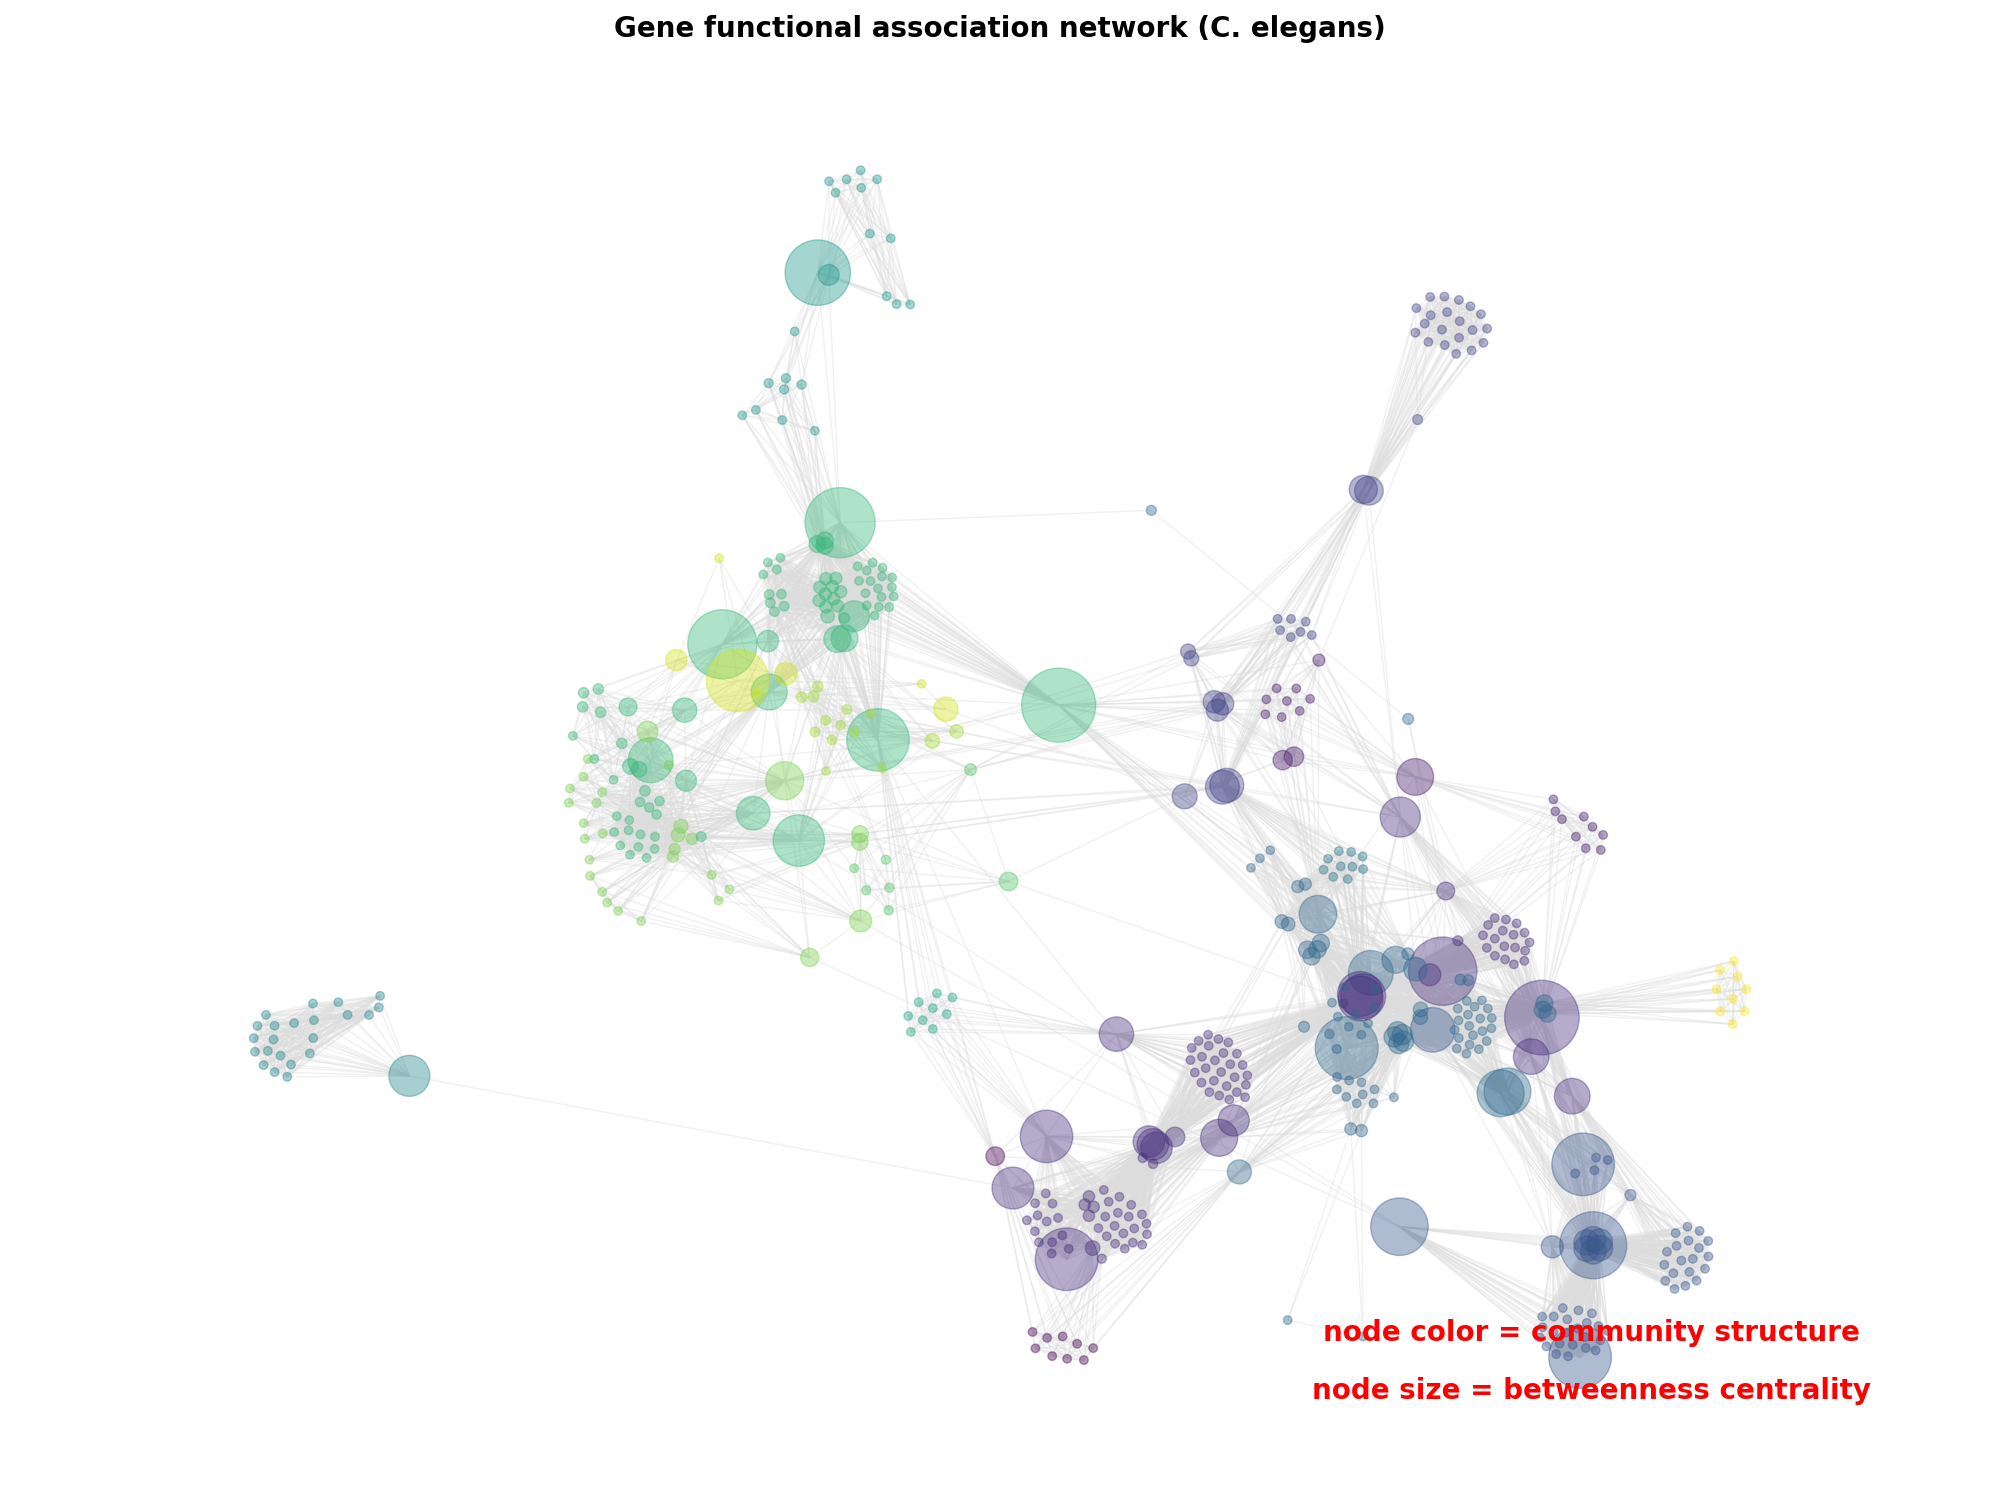 Gene functional association network (C. elegans)
node color = community structure
node size = betweenness centrality